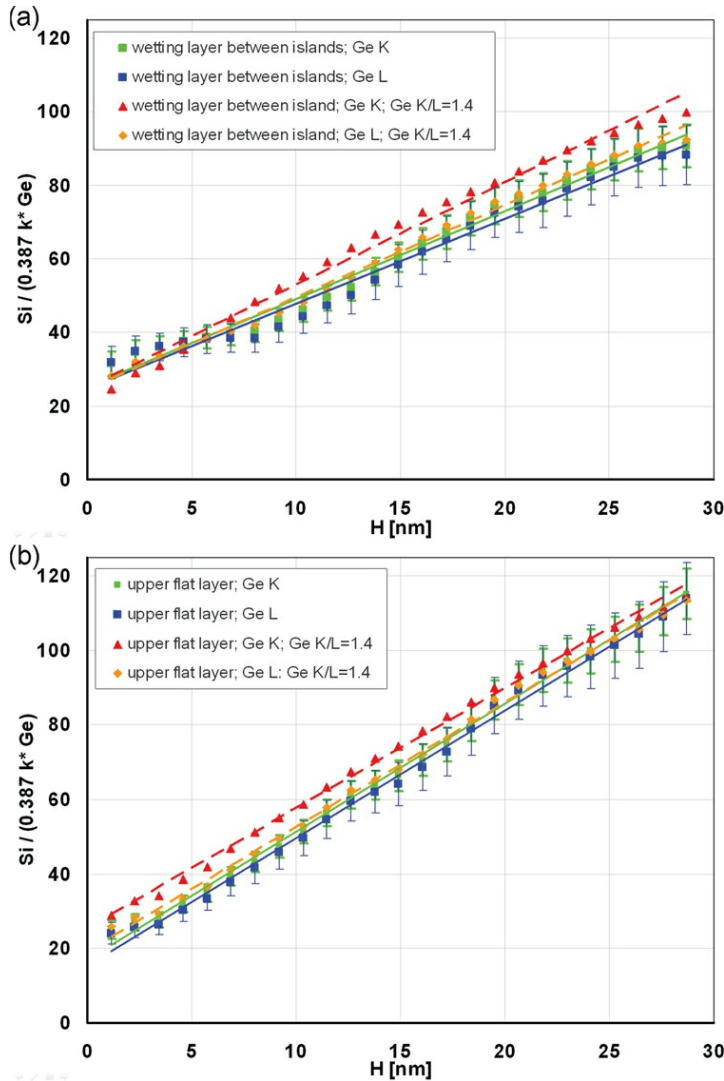 (a)
120
100
80
60
40
20
0
Si / (0.387 k* Ge)
wetting layer between islands; Ge K
wetting layer between islands; Ge L
wetting layer between island; Ge K; Ge K/L=1.4
wetting layer between island; Ge L; Ge K/L=1.4
0 5 10 15 20 25 30
H [nm]
(b)
120
100
80
60
40
20
0
Si / (0.387 k* Ge)
upper flat layer; Ge K
upper flat layer; Ge L
upper flat layer; Ge K; Ge K/L=1.4
upper flat layer; Ge L: Ge K/L=1.4
0 5 10 15 20 25 30
H [nm]